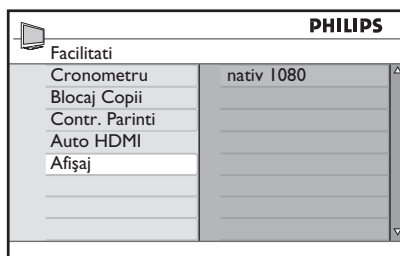 PHILIPS
Facilitati
Cronometru
nativ 1080
Blocaj Copii
Contr. Parinti
Auto HDMI
Afişaj